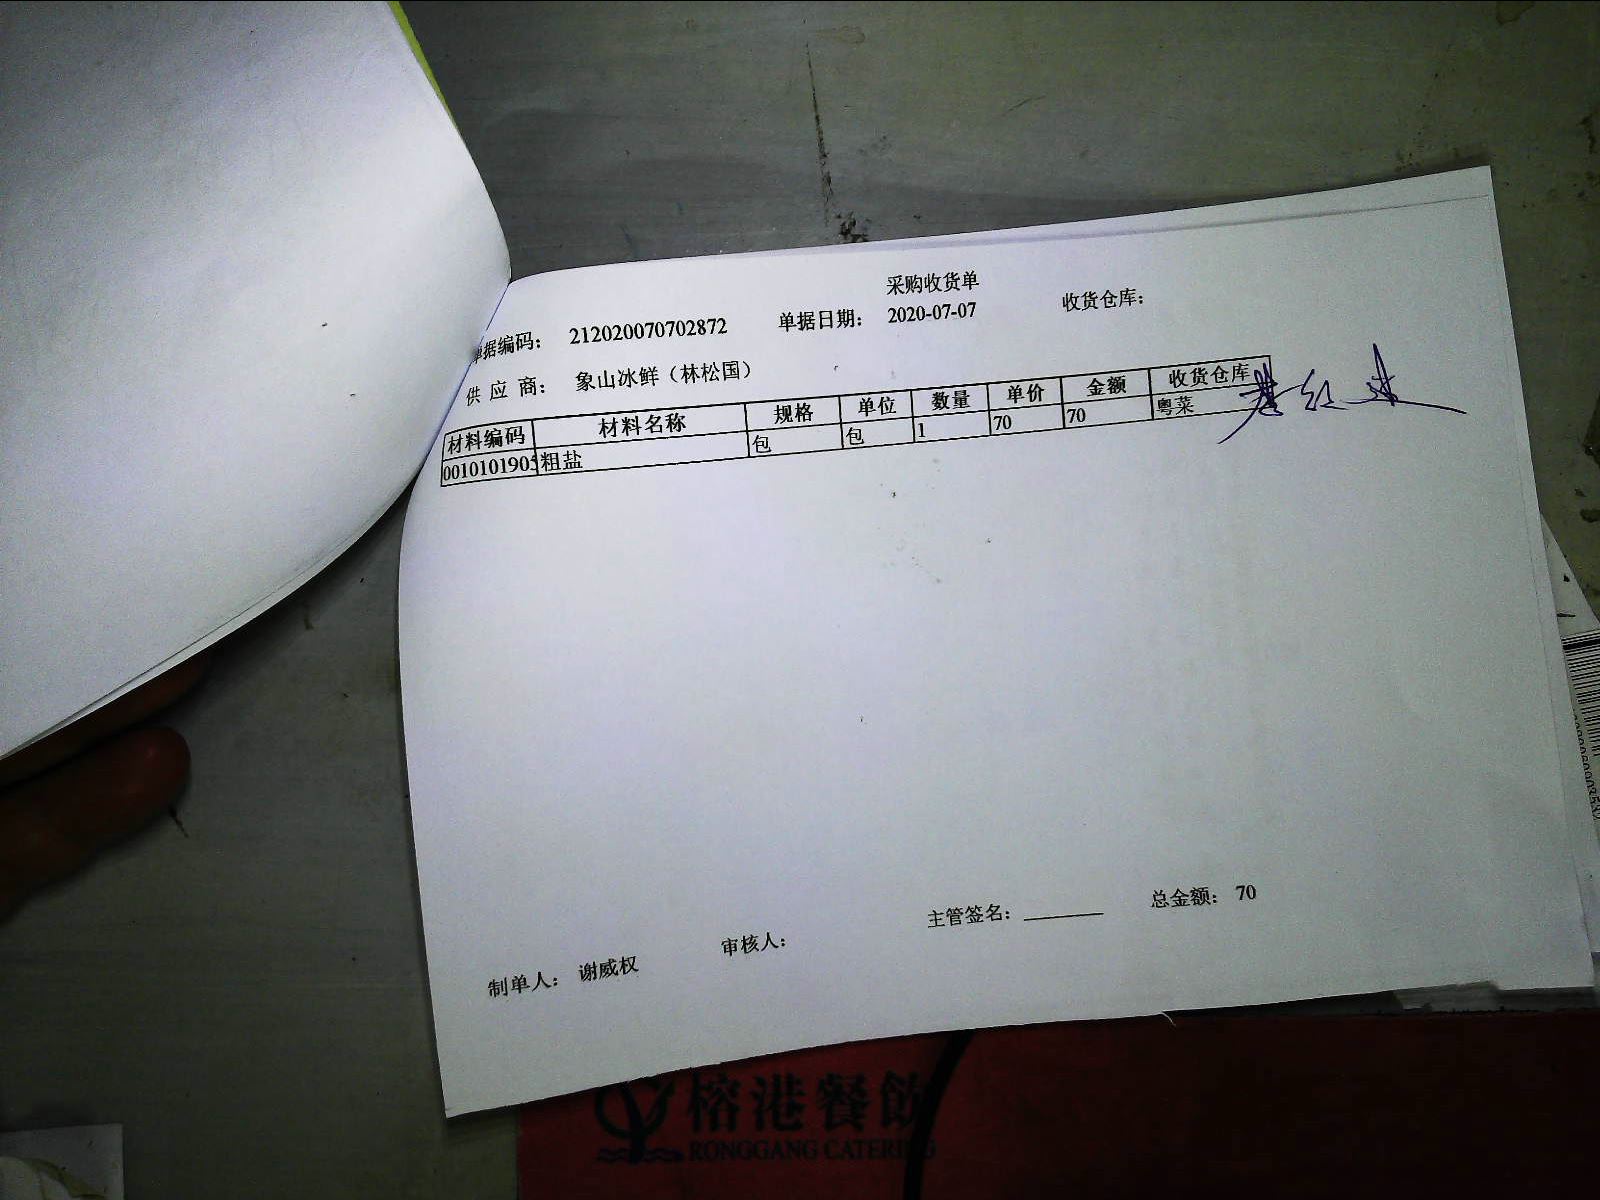 采购收货单
单据编码: 212020070702872 单据日期: 2020-07-07 收货仓库:
供 应 商: 象山冰鲜（林松国）
材料编码 材料名称 规格 单位 数量 单价 金额 收货仓库
0010101905 粗盐 包 包 1 70 70 粤菜
主管签名: 总金额: 70
制单人: 谢威权 审核人:
榕港餐飲
RONGGANG CATERING